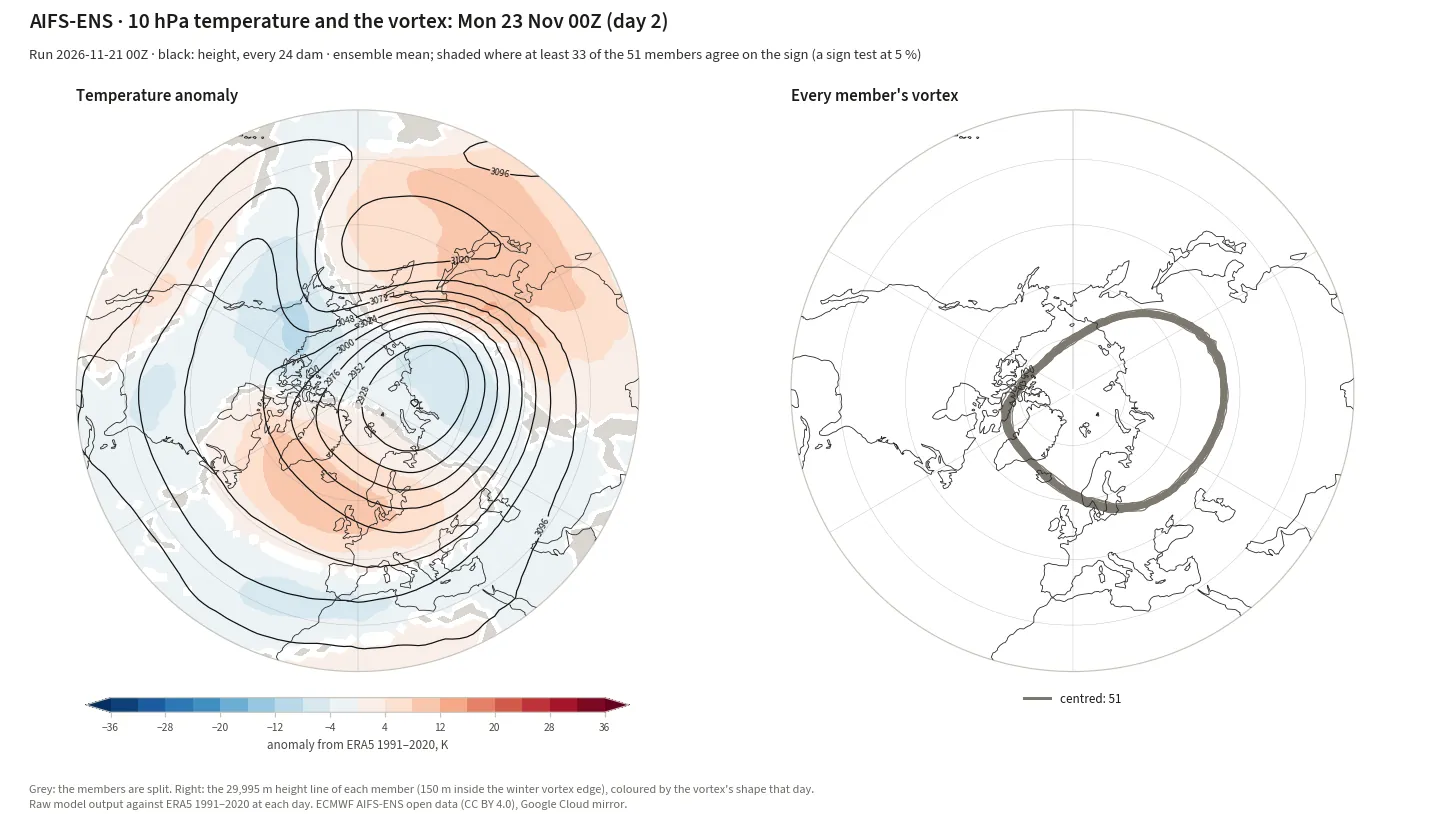 AIFS-ENS · 10 hPa temperature and the vortex: Mon 23 Nov 00Z (day 2)
Run 2026-11-21 00Z · black: height, every 24 dam · ensemble mean; shaded where at least 33 of the 51 members agree on the sign (a sign test at 5 %)
Temperature anomaly
Every member's vortex
3096
3120
3072
3048
3024
3000
2976
2952
2928
3096
−36 −28 −20 −12 −4 4 12 20 28 36
anomaly from ERA5 1991–2020, K
centred: 51
Grey: the members are split. Right: the 29,995 m height line of each member (150 m inside the winter vortex edge), coloured by the vortex's shape that day.
Raw model output against ERA5 1991–2020 at each day. ECMWF AIFS-ENS open data (CC BY 4.0), Google Cloud mirror.